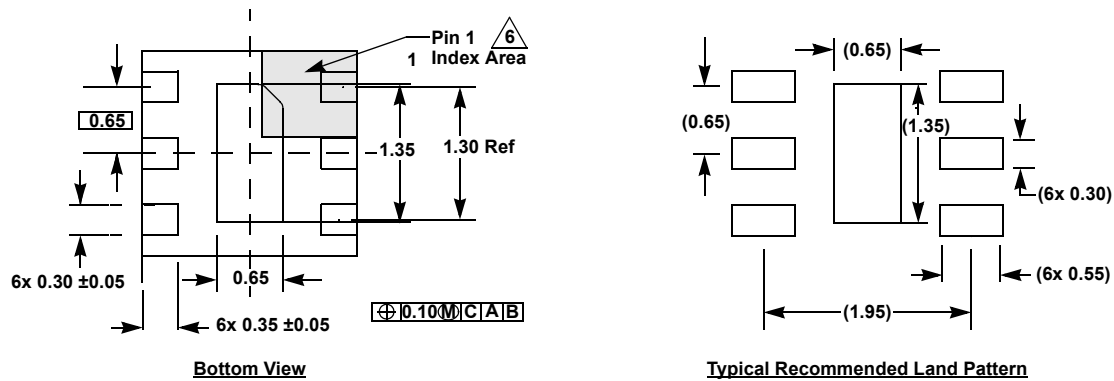 Pin 1 6
1 Index Area
0.65
1.35
1.30 Ref
0.65
6x 0.30 ±0.05
6x 0.35 ±0.05
⌖ 0.10 Ⓜ C A B
Bottom View
(0.65)
(0.65)
(1.35)
(6x 0.30)
(6x 0.55)
(1.95)
Typical Recommended Land Pattern